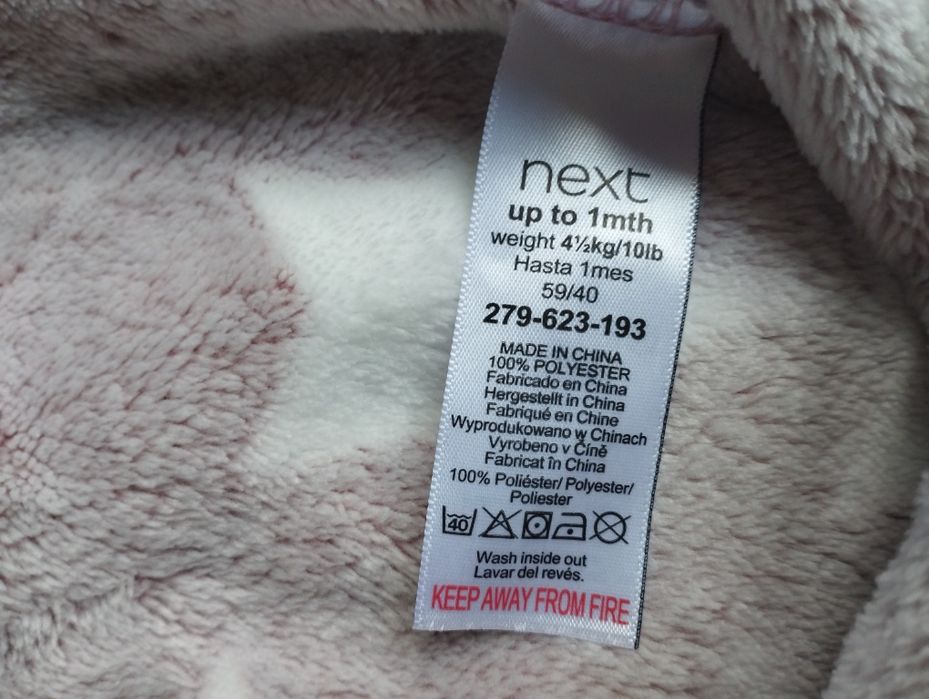 next
up to 1mth
weight 4½kg/10lb
Hasta 1mes
59/40
279-623-193
MADE IN CHINA
100% POLYESTER
Fabricado en China
Hergestellt in China
Fabriqué en Chine
Wyprodukowano w Chinach
Vyrobeno v Číně
Fabricat în China
100% Poliéster/ Polyester/
Poliester
40
Wash inside out
Lavar del revés.
KEEP AWAY FROM FIRE